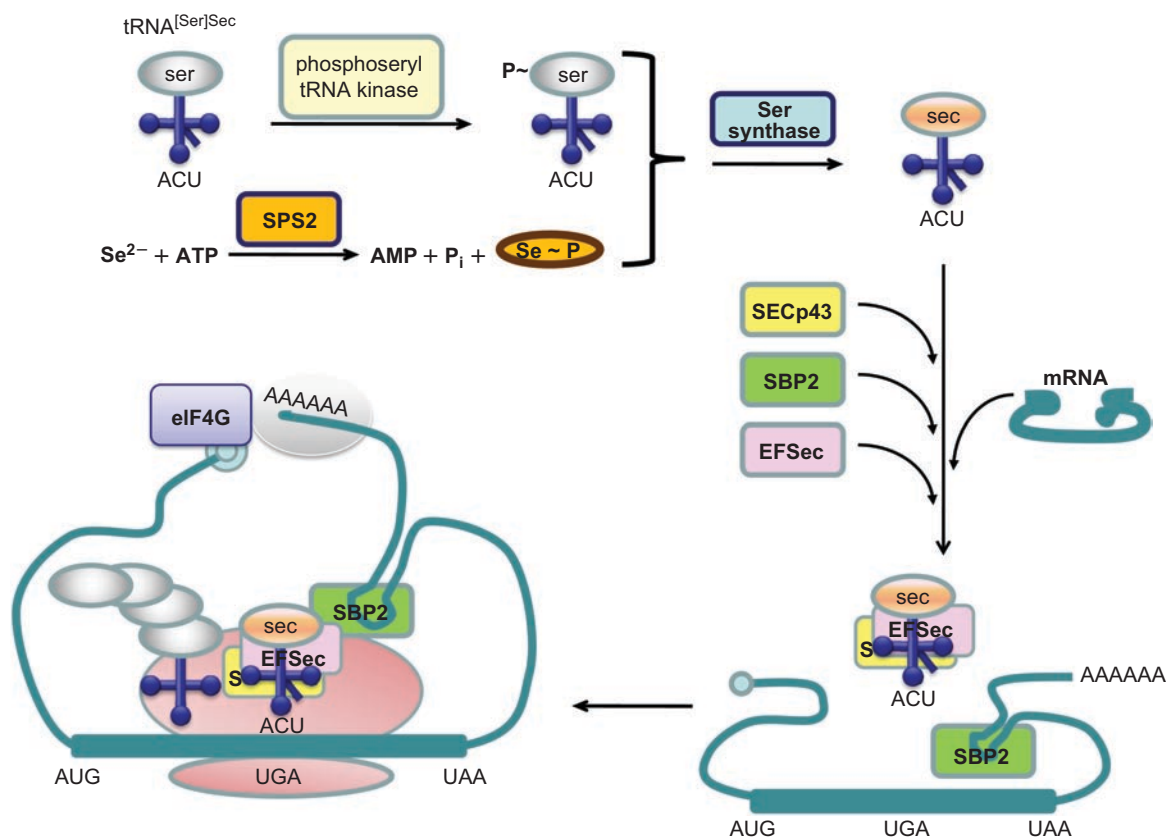 tRNA[Ser]Sec
ser
ACU
phosphoseryl
tRNA kinase
P~ ser
ACU
Ser
synthase
sec
ACU
Se2− + ATP
SPS2
AMP + Pi +
Se ~ P
SECp43
SBP2
EFSec
mRNA
eIF4G
AAAAAA
SBP2
sec
EFSec
S
ACU
AUG
UGA
UAA
sec
EFSec
S
ACU
AAAAAA
SBP2
AUG
UGA
UAA